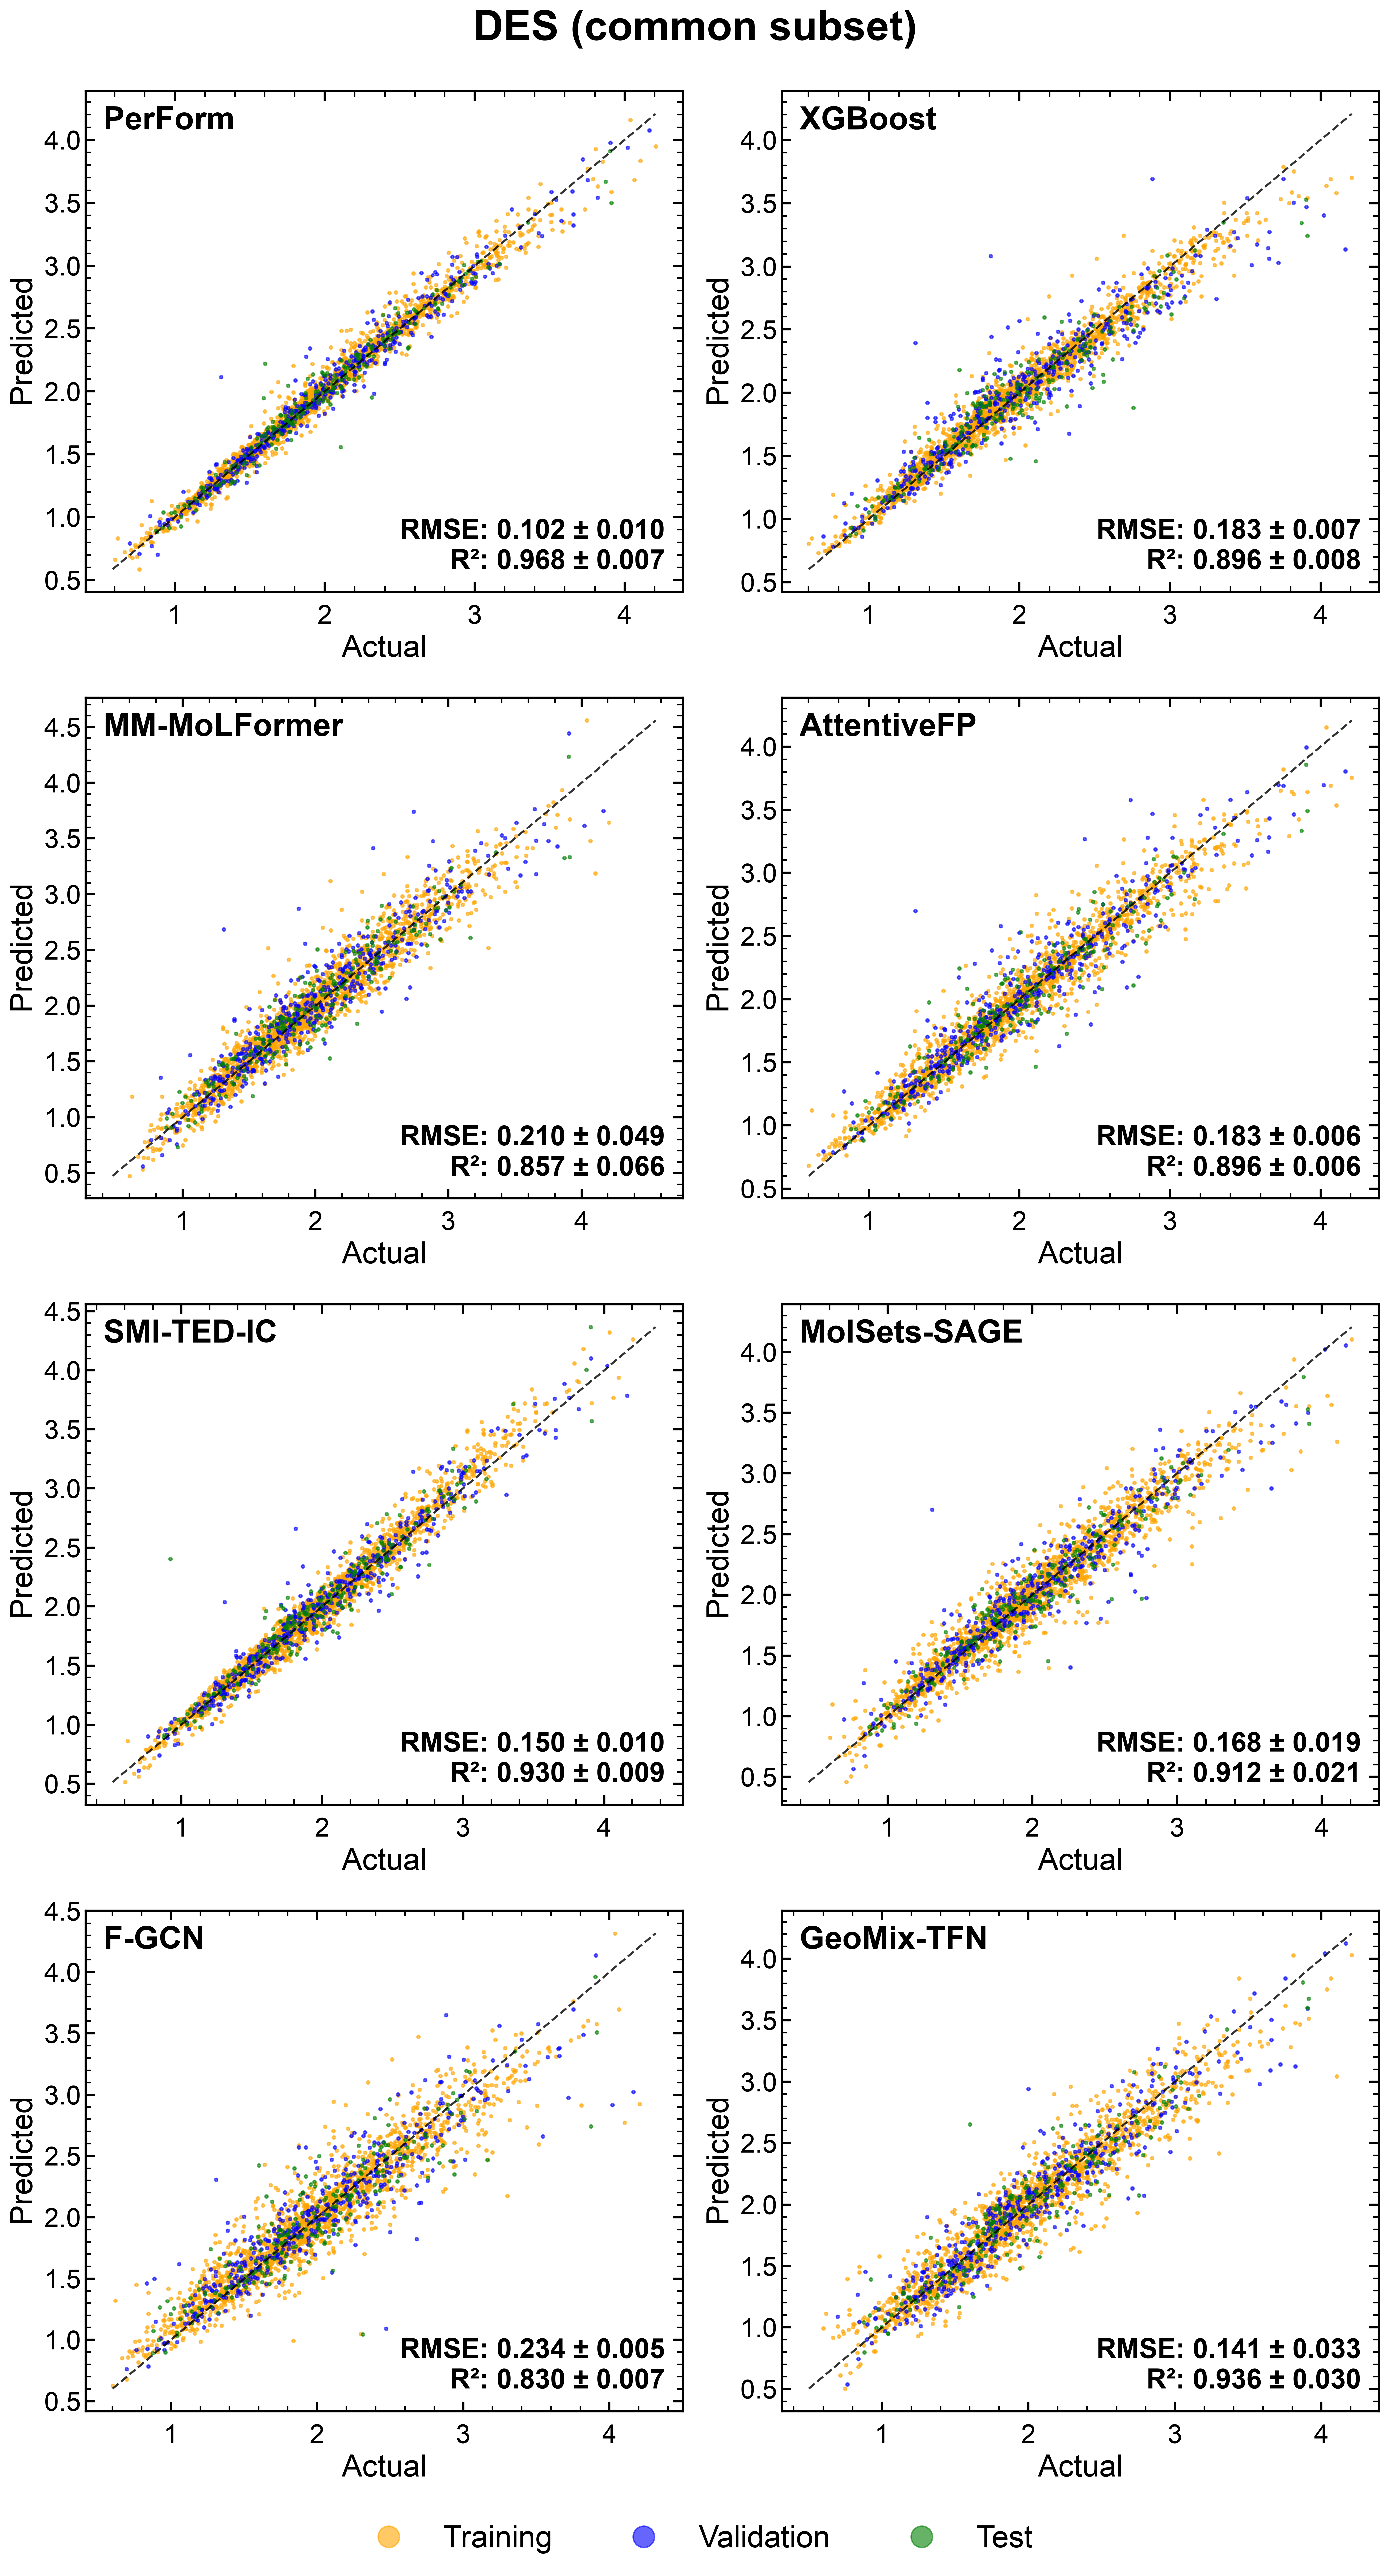 DES (common subset)
PerForm
4.0
3.5
3.0
2.5
2.0
1.5
1.0
0.5
Predicted
RMSE: 0.102 ± 0.010
R²: 0.968 ± 0.007
1 2 3 4
Actual
XGBoost
4.0
3.5
3.0
2.5
2.0
1.5
1.0
0.5
Predicted
RMSE: 0.183 ± 0.007
R²: 0.896 ± 0.008
1 2 3 4
Actual
MM-MoLFormer
4.5
4.0
3.5
3.0
2.5
2.0
1.5
1.0
0.5
Predicted
RMSE: 0.210 ± 0.049
R²: 0.857 ± 0.066
1 2 3 4
Actual
AttentiveFP
4.0
3.5
3.0
2.5
2.0
1.5
1.0
0.5
Predicted
RMSE: 0.183 ± 0.006
R²: 0.896 ± 0.006
1 2 3 4
Actual
SMI-TED-IC
4.5
4.0
3.5
3.0
2.5
2.0
1.5
1.0
0.5
Predicted
RMSE: 0.150 ± 0.010
R²: 0.930 ± 0.009
1 2 3 4
Actual
MolSets-SAGE
4.0
3.5
3.0
2.5
2.0
1.5
1.0
0.5
Predicted
RMSE: 0.168 ± 0.019
R²: 0.912 ± 0.021
1 2 3 4
Actual
F-GCN
4.5
4.0
3.5
3.0
2.5
2.0
1.5
1.0
0.5
Predicted
RMSE: 0.234 ± 0.005
R²: 0.830 ± 0.007
1 2 3 4
Actual
GeoMix-TFN
4.0
3.5
3.0
2.5
2.0
1.5
1.0
0.5
Predicted
RMSE: 0.141 ± 0.033
R²: 0.936 ± 0.030
1 2 3 4
Actual
Training Validation Test